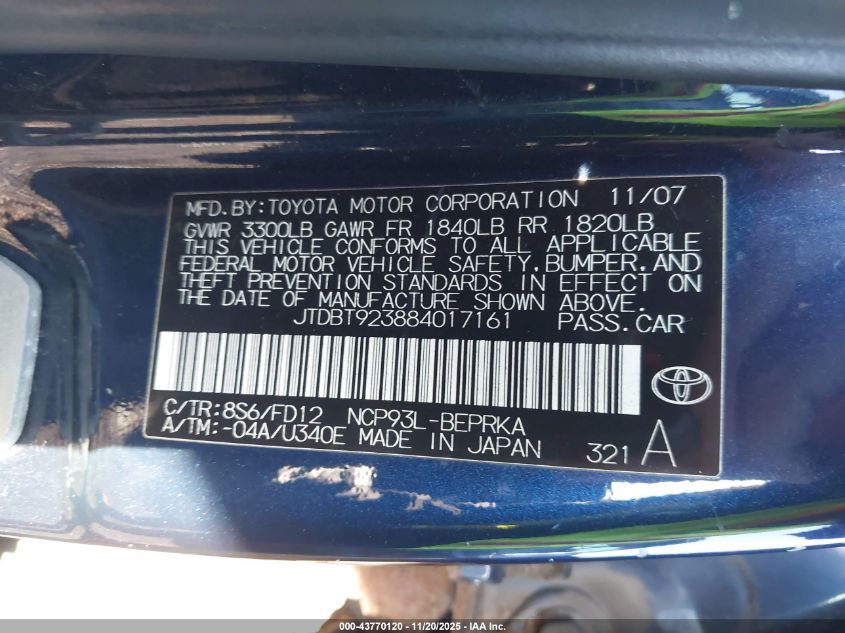 MFD.BY:TOYOTA MOTOR CORPORATION 11/07
GVWR 3300LB GAWR FR 1840LB RR 1820LB
THIS VEHICLE CONFORMS TO ALL APPLICABLE
FEDERAL MOTOR VEHICLE SAFETY,BUMPER,AND
THEFT PREVENTION STANDARDS IN EFFECT ON
THE DATE OF MANUFACTURE SHOWN ABOVE.
JTDBT923884017161 PASS.CAR
C/TR:8S6/FD12 NCP93L-BEPRKA
A/TM:-04A/U340E MADE IN JAPAN 321 A
000-43770120 - 11/20/2025 - IAA Inc.